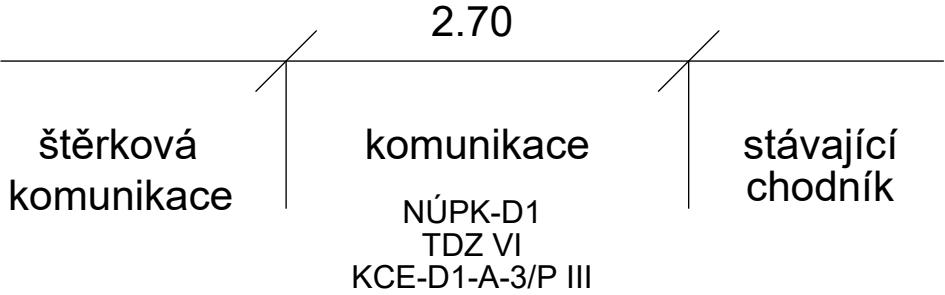 2.70
štěrková
komunikace
komunikace
NÚPK-D1
TDZ VI
KCE-D1-A-3/P III
stávající
chodník